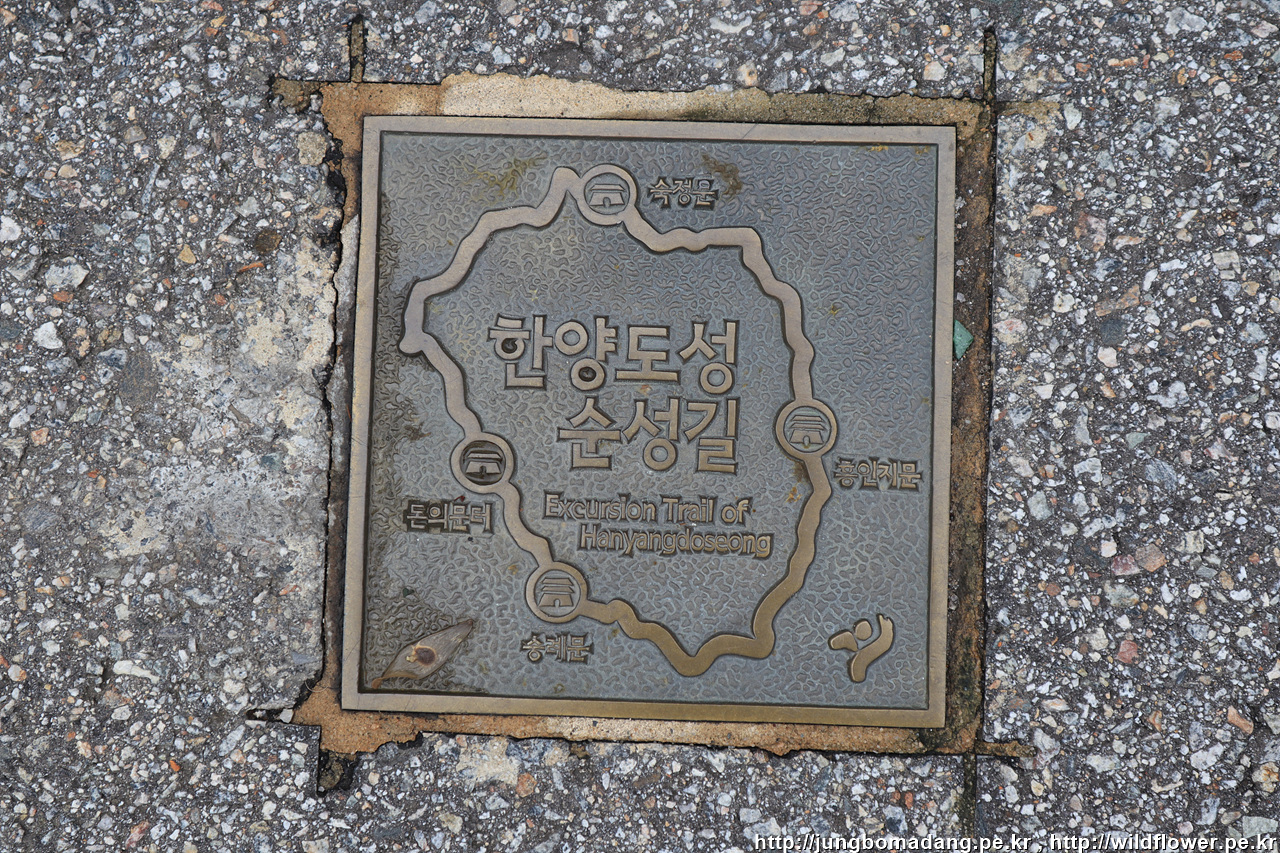 숙정문
한양도성
순성길
흥인지문
돈의문터
Excursion Trail of
Hanyangdoseong
숭례문
http://jungbomadang.pe.kr , http://wildflower.pe.kr